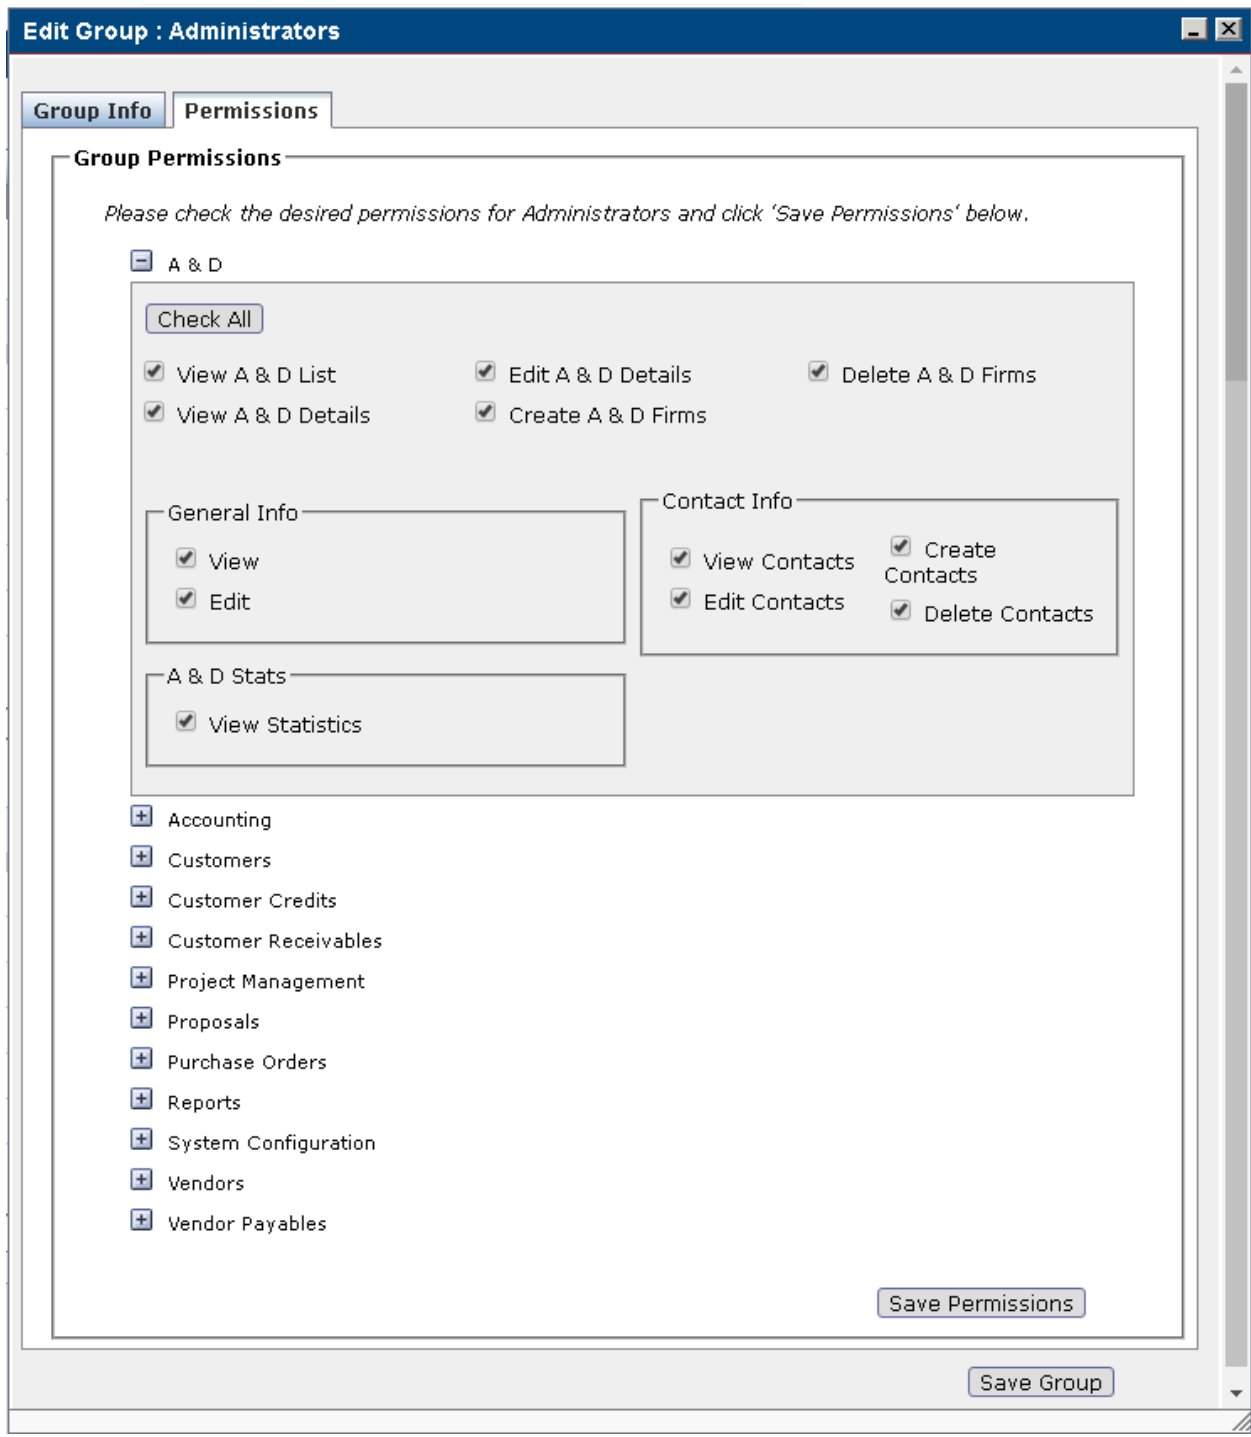 Edit Group : Administrators
Group Info Permissions
Group Permissions
Please check the desired permissions for Administrators and click 'Save Permissions' below.
A & D
Check All
View A & D List Edit A & D Details Delete A & D Firms
View A & D Details Create A & D Firms
General Info
View
Edit
Contact Info
View Contacts Create
Contacts
Edit Contacts Delete Contacts
A & D Stats
View Statistics
Accounting
Customers
Customer Credits
Customer Receivables
Project Management
Proposals
Purchase Orders
Reports
System Configuration
Vendors
Vendor Payables
Save Permissions
Save Group